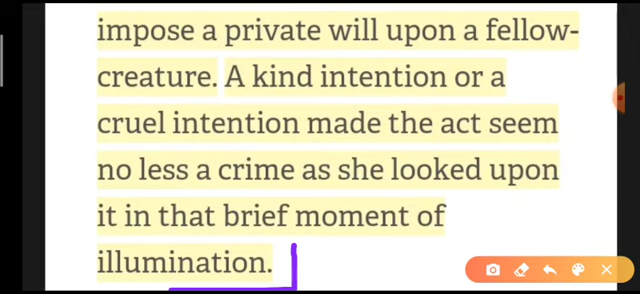 impose a private will upon a fellow-
creature. A kind intention or a
cruel intention made the act seem
no less a crime as she looked upon
it in that brief moment of
illumination.